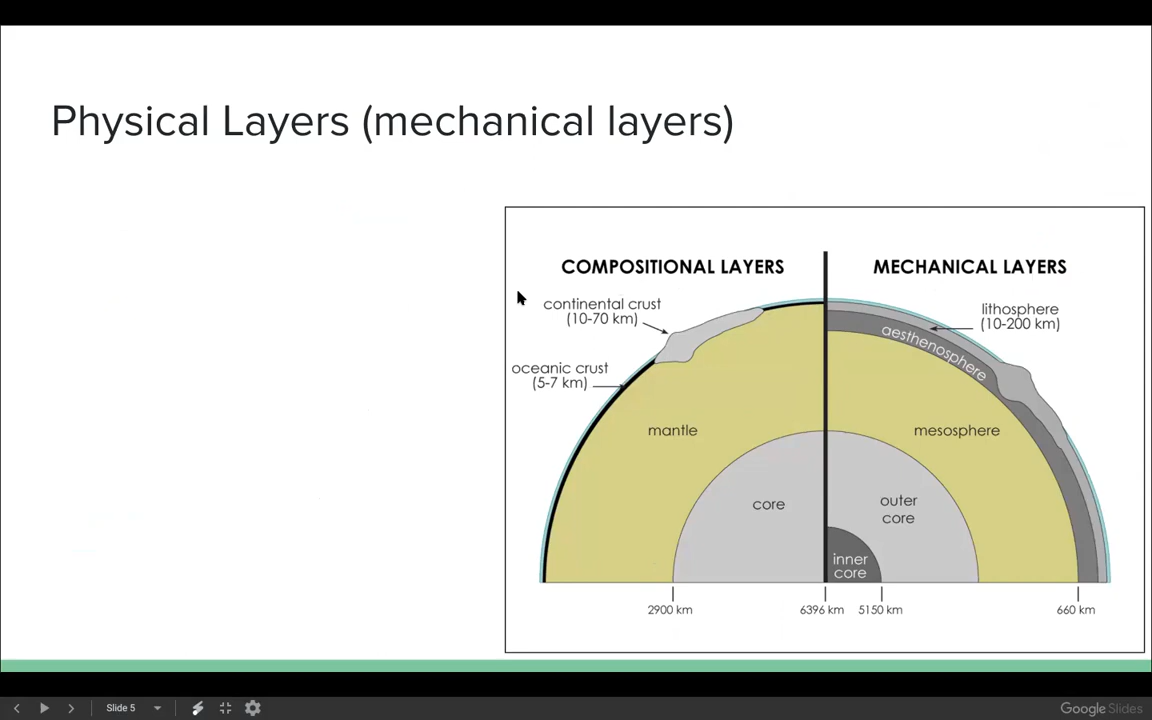 Physical Layers (mechanical layers)
COMPOSITIONAL LAYERS
MECHANICAL LAYERS
continental crust
(10-70 km)
oceanic crust
(5-7 km)
mantle
core
lithosphere
(10-200 km)
aesthenosphere
mesosphere
outer
core
inner
core
2900 km
6396 km
5150 km
660 km
Slide 5
Google Slides